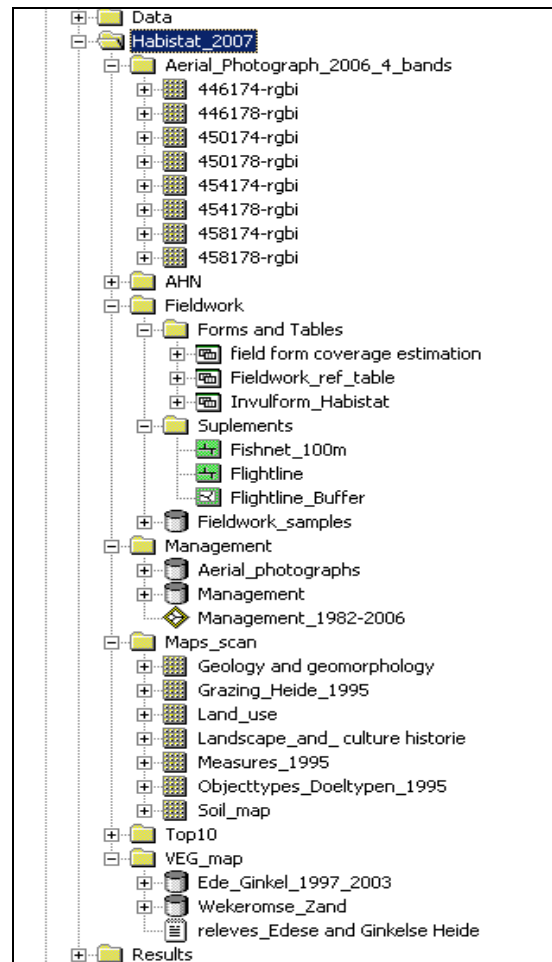 Data
Habistat_2007
Aerial_Photograph_2006_4_bands
446174-rgbi
446178-rgbi
450174-rgbi
450178-rgbi
454174-rgbi
454178-rgbi
458174-rgbi
458178-rgbi
AHN
Fieldwork
Forms and Tables
field form coverage estimation
Fieldwork_ref_table
Invulform_Habistat
Suplements
Fishnet_100m
Flightline
Flightline_Buffer
Fieldwork_samples
Management
Aerial_photographs
Management
Management_1982-2006
Maps_scan
Geology and geomorphology
Grazing_Heide_1995
Land_use
Landscape_and_ culture historie
Measures_1995
Objecttypes_Doeltypen_1995
Soil_map
Top10
VEG_map
Ede_Ginkel_1997_2003
Wekeromse_Zand
releves_Edese and Ginkelse Heide
Results